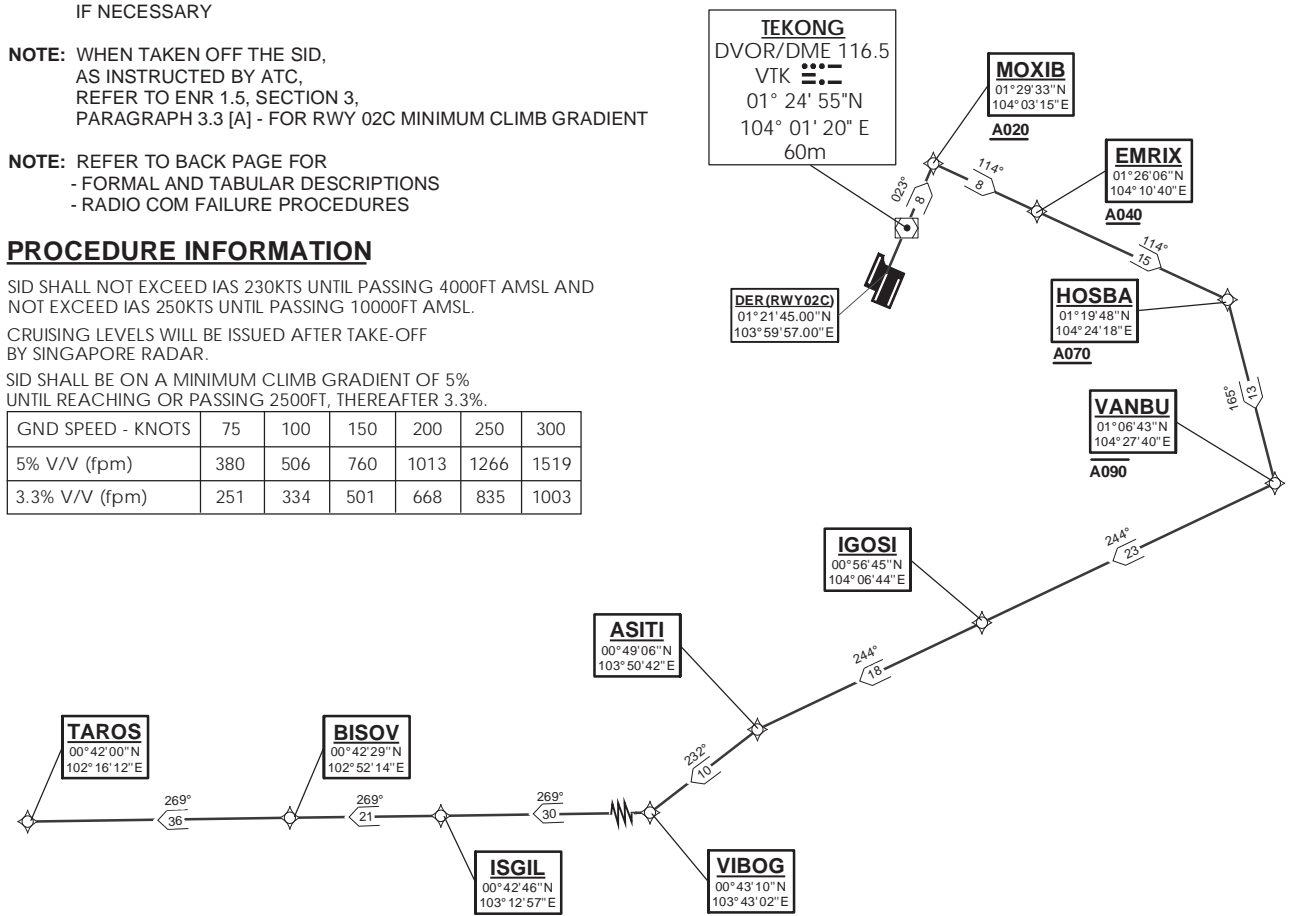 IF NECESSARY
NOTE: WHEN TAKEN OFF THE SID,
AS INSTRUCTED BY ATC,
REFER TO ENR 1.5, SECTION 3,
PARAGRAPH 3.3 [A] - FOR RWY 02C MINIMUM CLIMB GRADIENT
NOTE: REFER TO BACK PAGE FOR
- FORMAL AND TABULAR DESCRIPTIONS
- RADIO COM FAILURE PROCEDURES
PROCEDURE INFORMATION
SID SHALL NOT EXCEED IAS 230KTS UNTIL PASSING 4000FT AMSL AND
NOT EXCEED IAS 250KTS UNTIL PASSING 10000FT AMSL.
CRUISING LEVELS WILL BE ISSUED AFTER TAKE-OFF
BY SINGAPORE RADAR.
SID SHALL BE ON A MINIMUM CLIMB GRADIENT OF 5%
UNTIL REACHING OR PASSING 2500FT, THEREAFTER 3.3%.
GND SPEED - KNOTS 75 100 150 200 250 300
5% V/V (fpm) 380 506 760 1013 1266 1519
3.3% V/V (fpm) 251 334 501 668 835 1003
TEKONG
DVOR/DME 116.5
VTK
01° 24' 55"N
104° 01' 20" E
60m
MOXIB
01°29'33"N
104°03'15"E
A020
EMRIX
01°26'06"N
104°10'40"E
A040
023°
8
114°
8
114°
15
DER(RWY02C)
01°21'45.00"N
103°59'57.00"E
HOSBA
01°19'48"N
104°24'18"E
A070
165°
13
VANBU
01°06'43"N
104°27'40"E
A090
244°
23
IGOSI
00°56'45"N
104°06'44"E
244°
18
ASITI
00°49'06"N
103°50'42"E
232°
10
TAROS
00°42'00"N
102°16'12"E
BISOV
00°42'29"N
102°52'14"E
269°
36
269°
21
269°
30
ISGIL
00°42'46"N
103°12'57"E
VIBOG
00°43'10"N
103°43'02"E